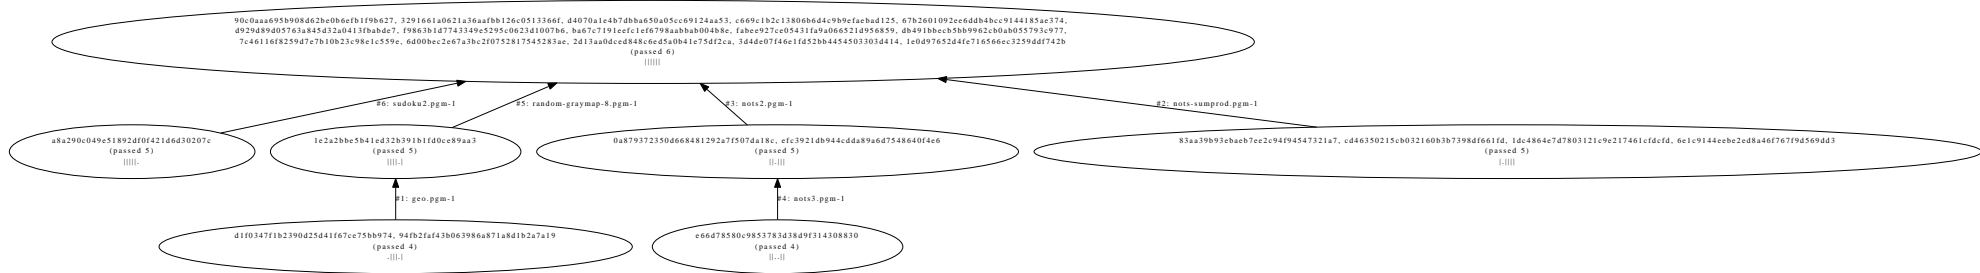 90c0aaa695b908d62be0b6efb1f9b627, 3291661a0621a36aafbb126c0513366f, d4070a1e4b7dbba650a05cc69124aa53, c669c1b2c13806b6d4c9b9efaebad125, 67b2601092ee6ddb4bcc9144185ae374,
d929d89d05763a845d32a0413fbabde7, f9863b1d7743349e5295c0623d1007b6, ba67c7191eefc1ef6798aabbab004b8e, fabee927ce05431fa9a066521d956859, db491bbecb5bb9962cb0ab055793c977,
7c46116f8259d7e7b10b23c98e1c559e, 6d00bec2e67a3bc2f0752817545283ae, 2d13aa0dced848c6ed5a0b41e75df2ca, 3d4de07f46e1fd52bb4454503303d414, 1e0d97652d4fe716566ec3259ddf742b
(passed 6)
||||||
#6: sudoku2.pgm-1
#5: random-graymap-8.pgm-1
#3: nots2.pgm-1
#2: nots-sumprod.pgm-1
a8a290c049e51892df0f421d6d30207c
(passed 5)
|||||.
1e2a2bbe5b41ed32b391b1fd0ce89aa3
(passed 5)
||||.|
0a879372350d668481292a7f507da18c, efc3921db944cdda89a6d7548640f4e6
(passed 5)
||.|||
83aa39b93ebaeb7ee2c94f94547321a7, cd46350215cb032160b3b7398df661fd, 1dc4864e7d7803121c9e217461cfdcfd, 6e1c9144eebe2ed8a46f767f9d569dd3
(passed 5)
|.||||
#1: geo.pgm-1
#4: nots3.pgm-1
d1f0347f1b2390d25d41f67ce75bb974, 94fb2faf43b063986a871a8d1b2a7a19
(passed 4)
.|||.|
e66d78580c9853783d38d9f314308830
(passed 4)
||..||